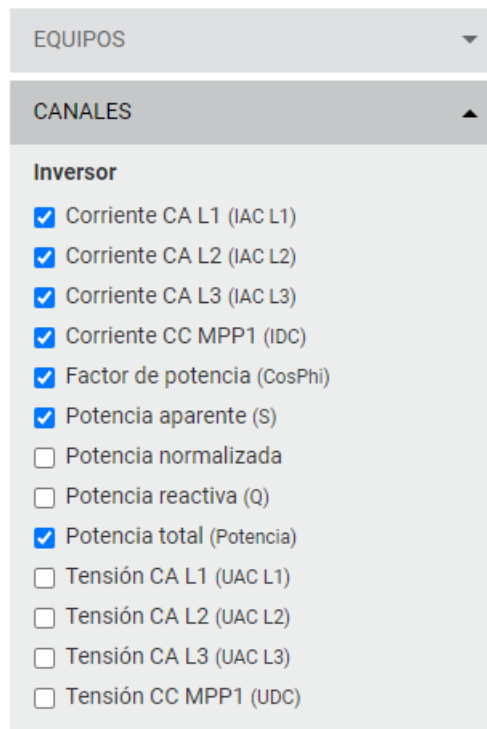 EQUIPOS
CANALES
Inversor
Corriente CA L1 (IAC L1)
Corriente CA L2 (IAC L2)
Corriente CA L3 (IAC L3)
Corriente CC MPP1 (IDC)
Factor de potencia (CosPhi)
Potencia aparente (S)
Potencia normalizada
Potencia reactiva (Q)
Potencia total (Potencia)
Tensión CA L1 (UAC L1)
Tensión CA L2 (UAC L2)
Tensión CA L3 (UAC L3)
Tensión CC MPP1 (UDC)